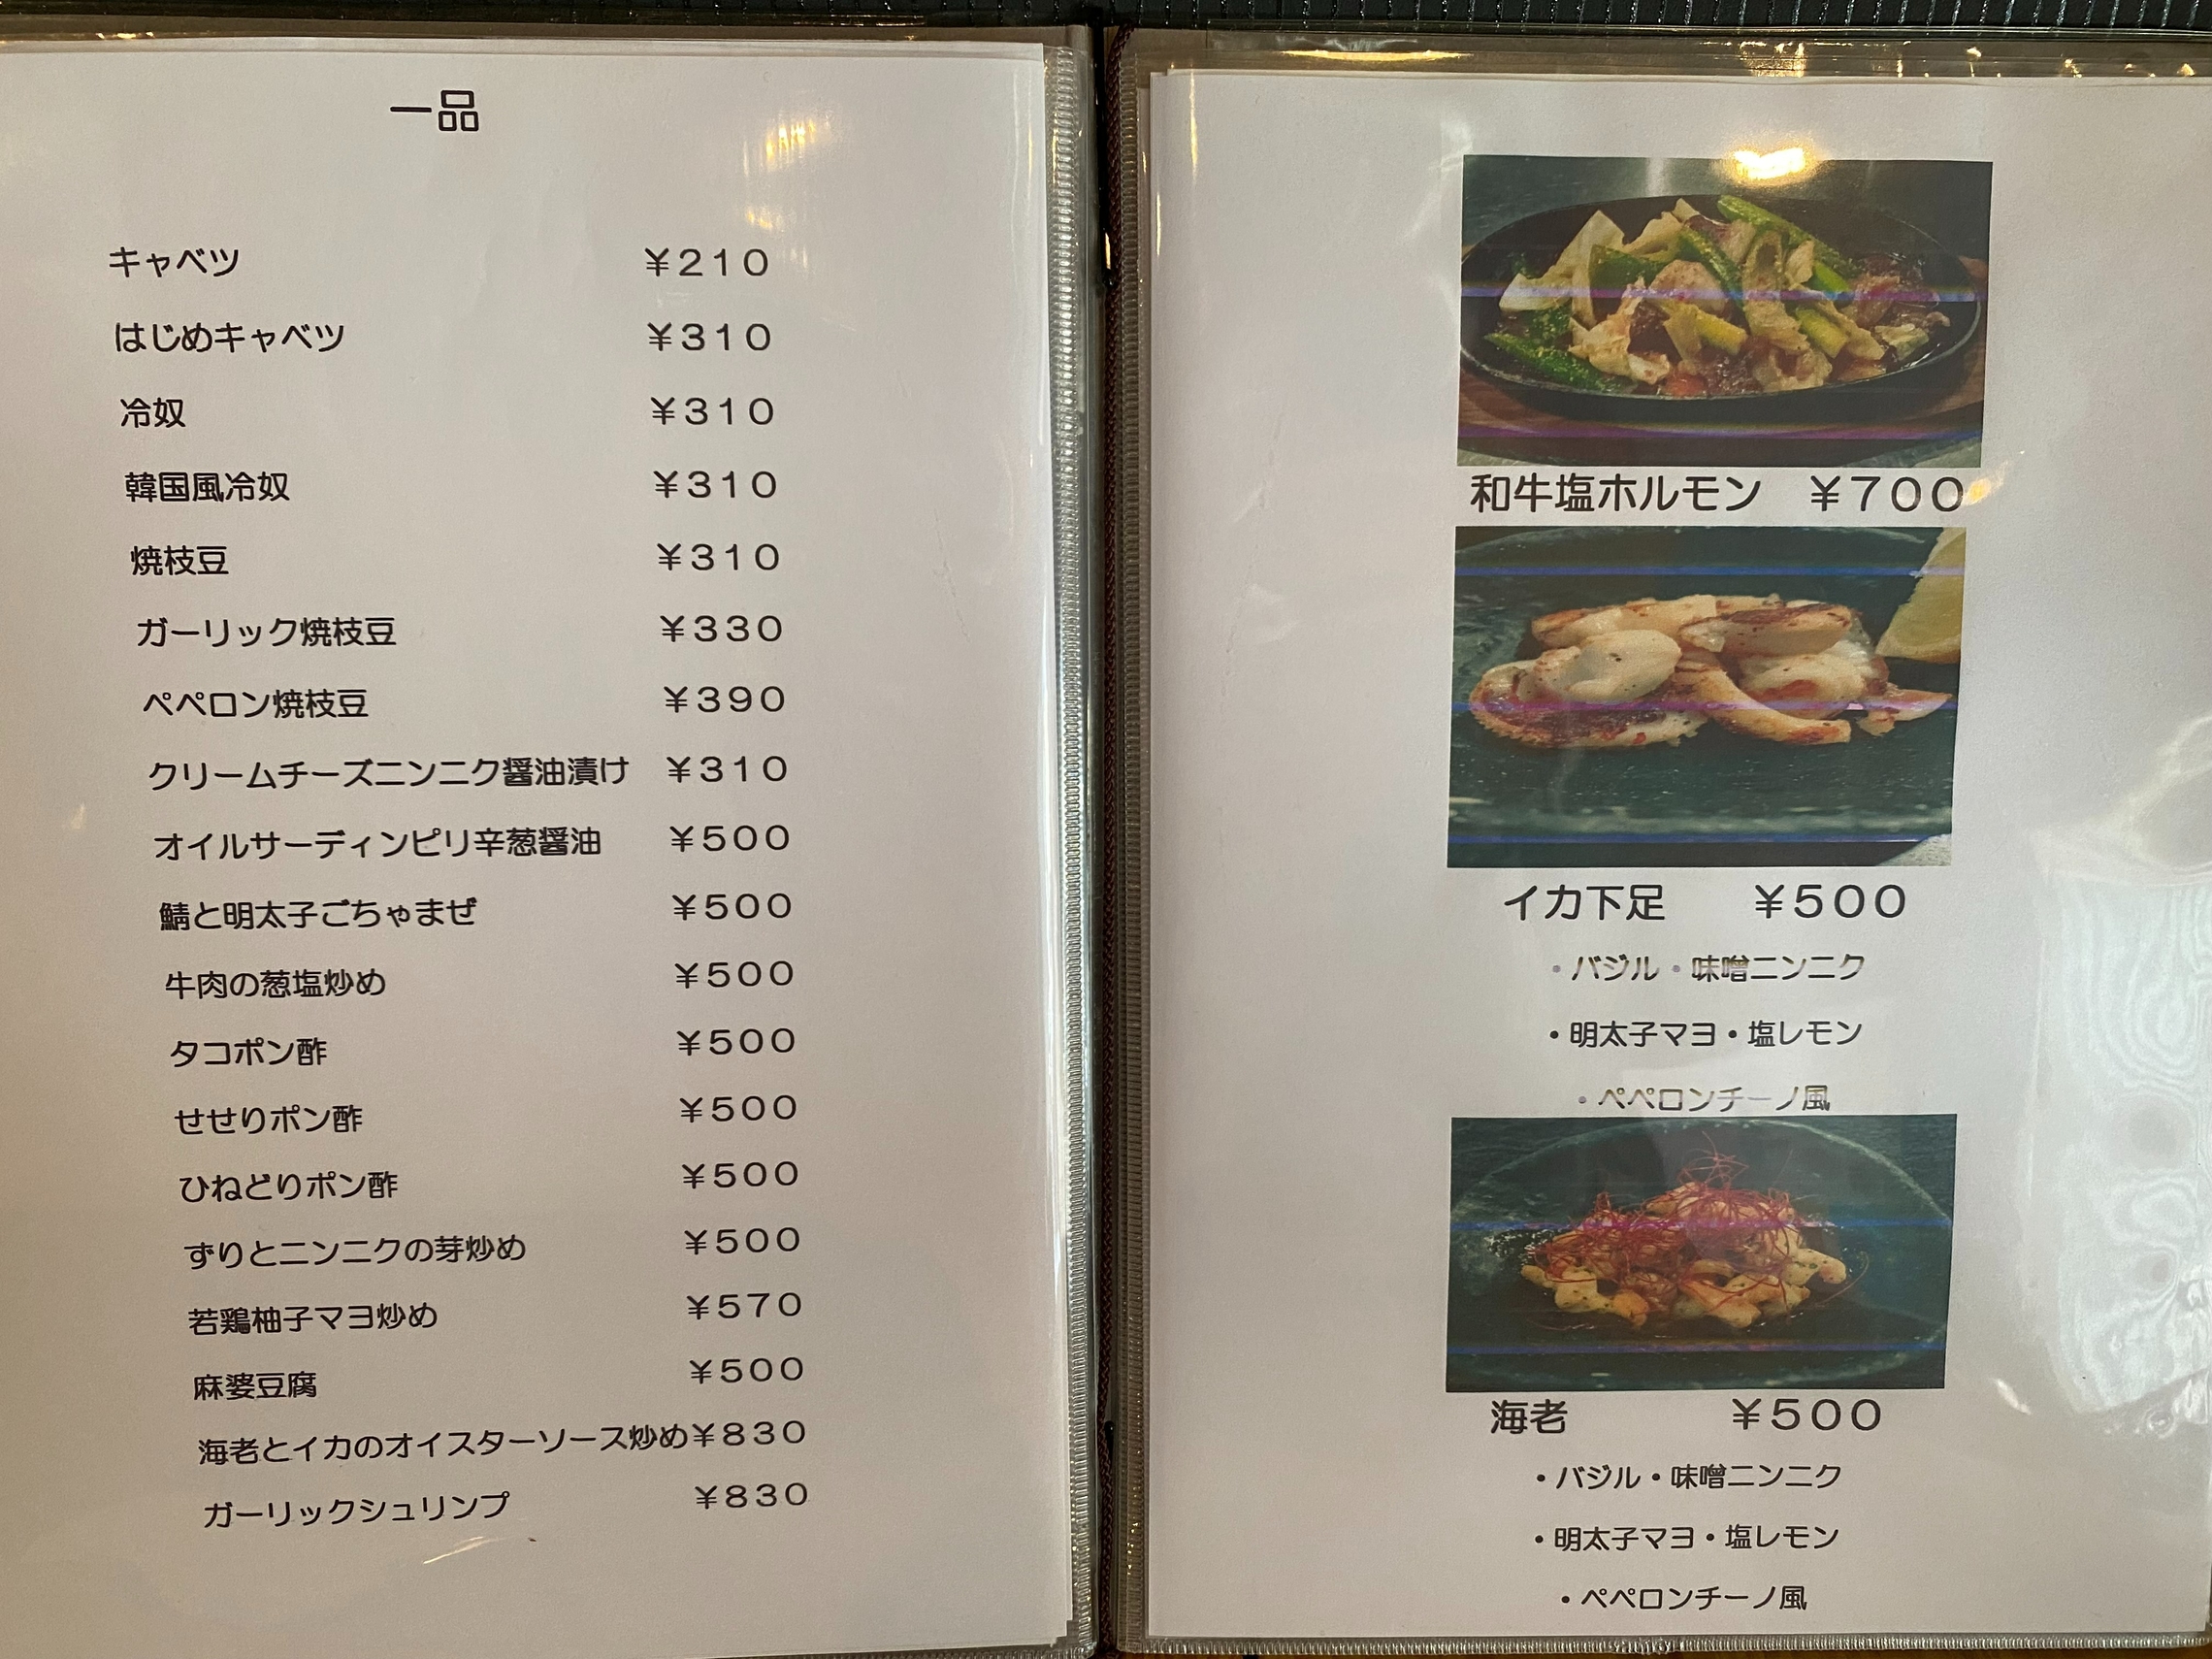 一品
キャベツ ¥210
はじめキャベツ ¥310
冷奴 ¥310
韓国風冷奴 ¥310
焼枝豆 ¥310
ガーリック焼枝豆 ¥330
ペペロン焼枝豆 ¥390
クリームチーズニンニク醤油漬け ¥310
オイルサーディンピリ辛葱醤油 ¥500
鯖と明太子ごちゃまぜ ¥500
牛肉の葱塩炒め ¥500
タコポン酢 ¥500
せせりポン酢 ¥500
ひねどりポン酢 ¥500
ずりとニンニクの芽炒め ¥500
若鶏柚子マヨ炒め ¥570
麻婆豆腐 ¥500
海老とイカのオイスターソース炒め¥830
ガーリックシュリンプ ¥830
和牛塩ホルモン ¥700
イカ下足 ¥500
・バジル・味噌ニンニク
・明太子マヨ・塩レモン
・ペペロンチーノ風
海老 ¥500
・バジル・味噌ニンニク
・明太子マヨ・塩レモン
・ペペロンチーノ風